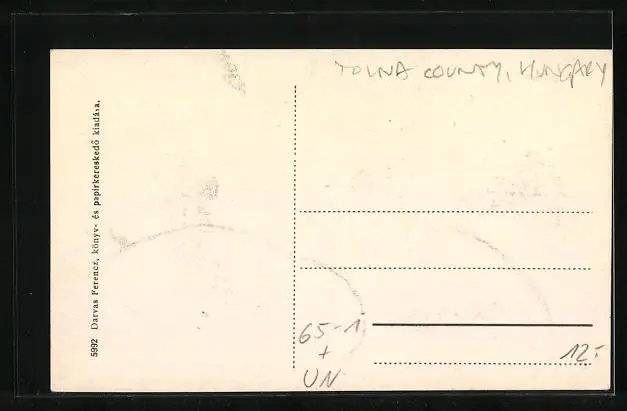 TOLNA COUNTY, HUNGARY
5992 Darvas Ferencz, könyv- és papirkereskedő kiadása.
65-1
+
UN
12.-